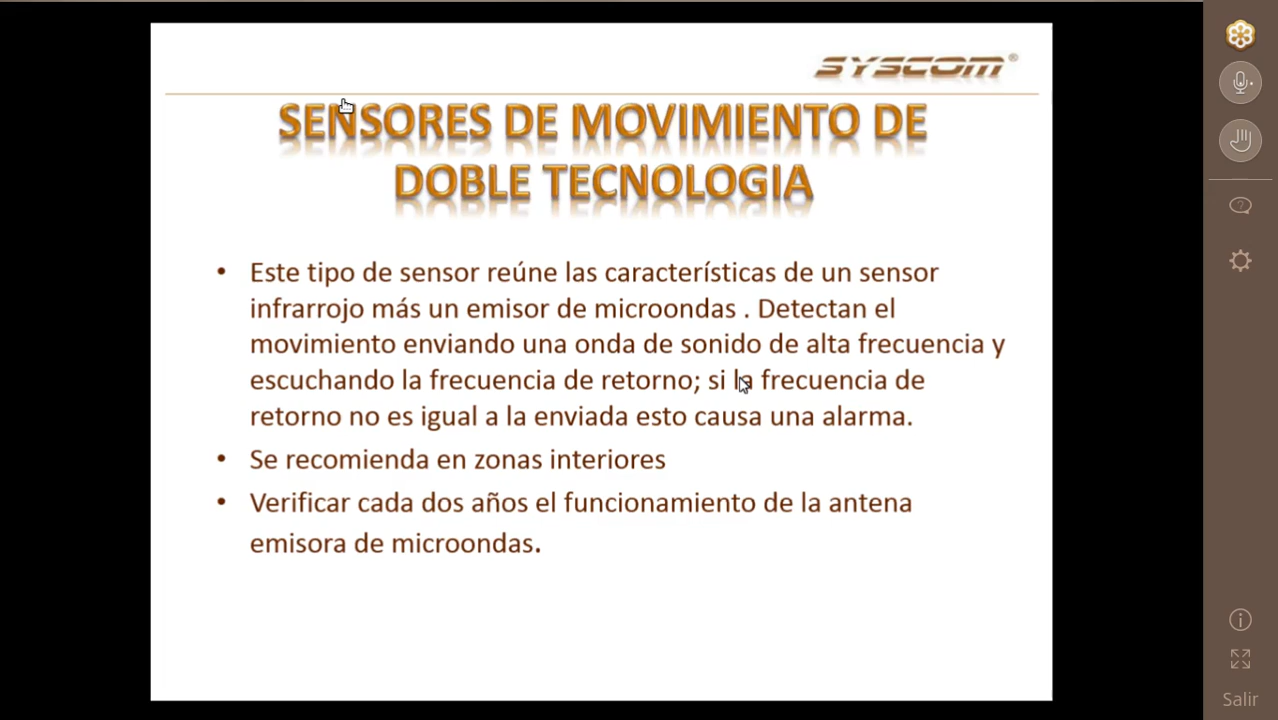 SYSCOM®
SENSORES DE MOVIMIENTO DE
DOBLE TECNOLOGIA
• Este tipo de sensor reúne las características de un sensor
infrarrojo más un emisor de microondas . Detectan el
movimiento enviando una onda de sonido de alta frecuencia y
escuchando la frecuencia de retorno; si la frecuencia de
retorno no es igual a la enviada esto causa una alarma.
• Se recomienda en zonas interiores
• Verificar cada dos años el funcionamiento de la antena
emisora de microondas.
Salir